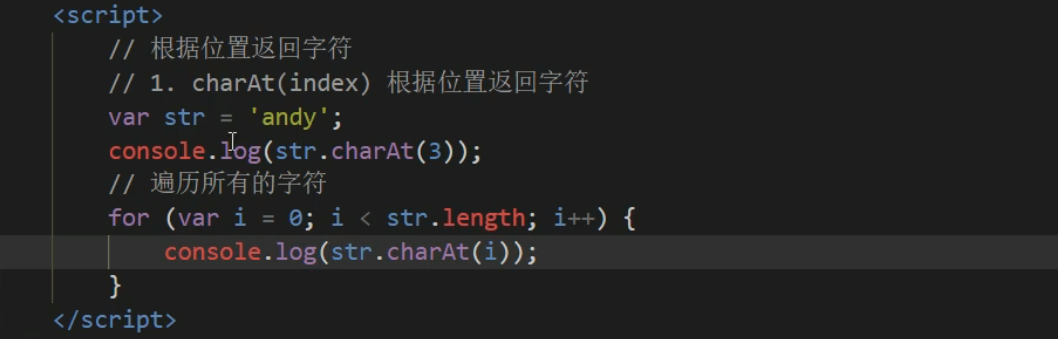 <script>
// 根据位置返回字符
// 1. charAt(index) 根据位置返回字符
var str = 'andy';
console.log(str.charAt(3));
// 遍历所有的字符
for (var i = 0; i < str.length; i++) {
console.log(str.charAt(i));
}
</script>